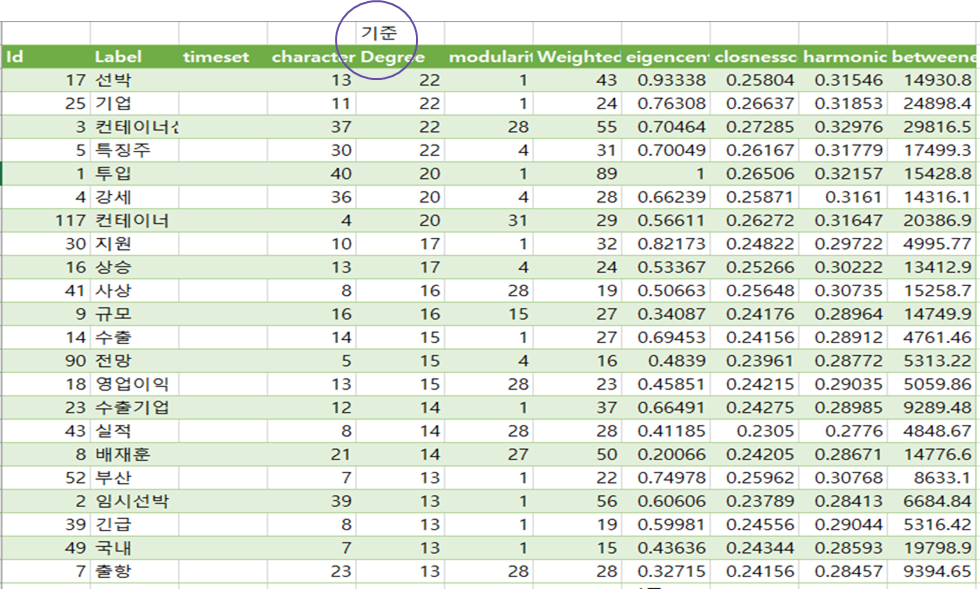 기준
Id Label timeset character Degree modularit Weighted eigencent closnessc harmonic betweene
17 선박 13 22 1 43 0.93338 0.25804 0.31546 14930.8
25 기업 11 22 1 24 0.76308 0.26637 0.31853 24898.4
3 컨테이너선 37 22 28 55 0.70464 0.27285 0.32976 29816.5
5 특징주 30 22 4 31 0.70049 0.26167 0.31779 17499.3
1 투입 40 20 1 89 1 0.26506 0.32157 15428.8
4 강세 36 20 4 28 0.66239 0.25871 0.3161 14316.1
117 컨테이너 4 20 31 29 0.56611 0.26272 0.31647 20386.9
30 지원 10 17 1 32 0.82173 0.24822 0.29722 4995.77
16 상승 13 17 4 24 0.53367 0.25266 0.30222 13412.9
41 사상 8 16 28 19 0.50663 0.25648 0.30735 15258.7
9 규모 16 16 15 27 0.34087 0.24176 0.28964 14749.9
14 수출 14 15 1 27 0.69453 0.24156 0.28912 4761.46
90 전망 5 15 4 16 0.4839 0.23961 0.28772 5313.22
18 영업이익 13 15 28 23 0.45851 0.24215 0.29035 5059.86
23 수출기업 12 14 1 37 0.66491 0.24275 0.28985 9289.48
43 실적 8 14 28 28 0.41185 0.2305 0.2776 4848.67
8 배재훈 21 14 27 50 0.20066 0.24205 0.28671 14776.6
52 부산 7 13 1 22 0.74978 0.25962 0.30768 8633.1
2 임시선박 39 13 1 56 0.60606 0.23789 0.28413 6684.84
39 긴급 8 13 1 19 0.59981 0.24556 0.29044 5316.42
49 국내 7 13 1 15 0.43636 0.24344 0.28593 19798.9
7 출항 23 13 28 28 0.32715 0.24156 0.28457 9394.65